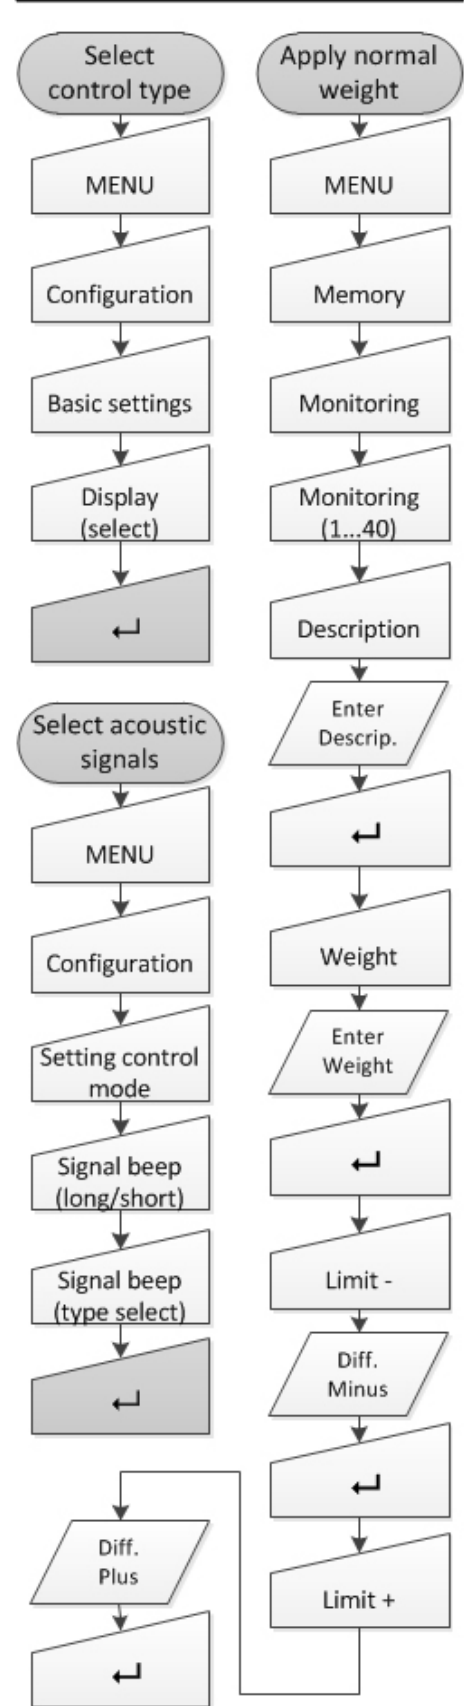 Select
control type
MENU
Configuration
Basic settings
Display
(select)
↵
Select acoustic
signals
MENU
Configuration
Setting control
mode
Signal beep
(long/short)
Signal beep
(type select)
↵
Apply normal
weight
MENU
Memory
Monitoring
Monitoring
(1...40)
Description
Enter
Descrip.
↵
Weight
Enter
Weight
↵
Limit -
Diff.
Minus
↵
Limit +
Diff.
Plus
↵